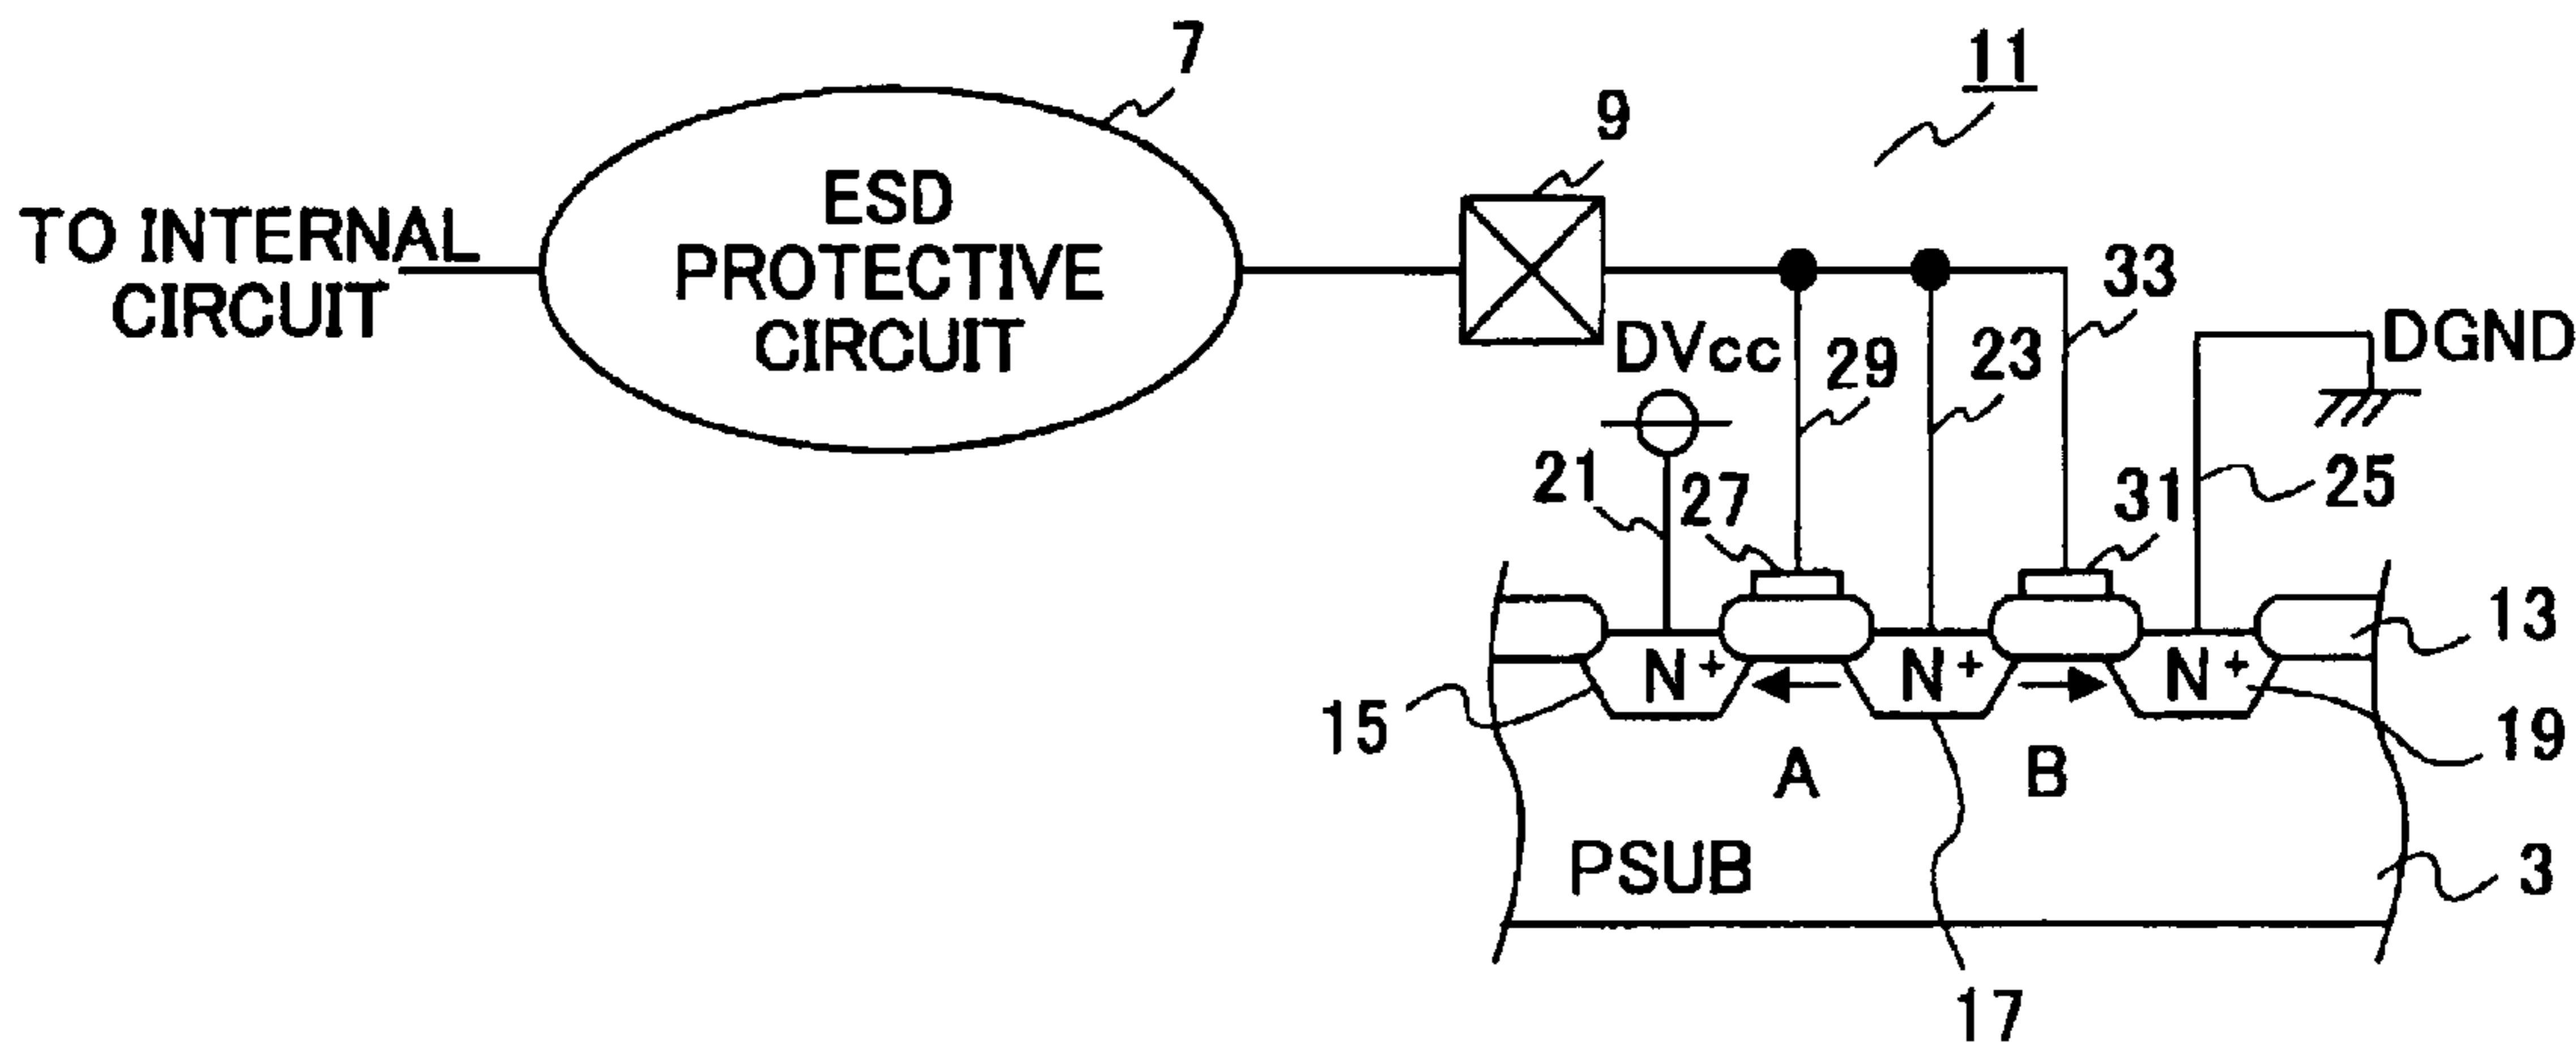 7
11
9
TO INTERNAL
CIRCUIT
ESD
PROTECTIVE
CIRCUIT
33
DVcc
29
23
DGND
21
27
31
25
13
N+
N+
N+
15
19
A
B
PSUB
3
17